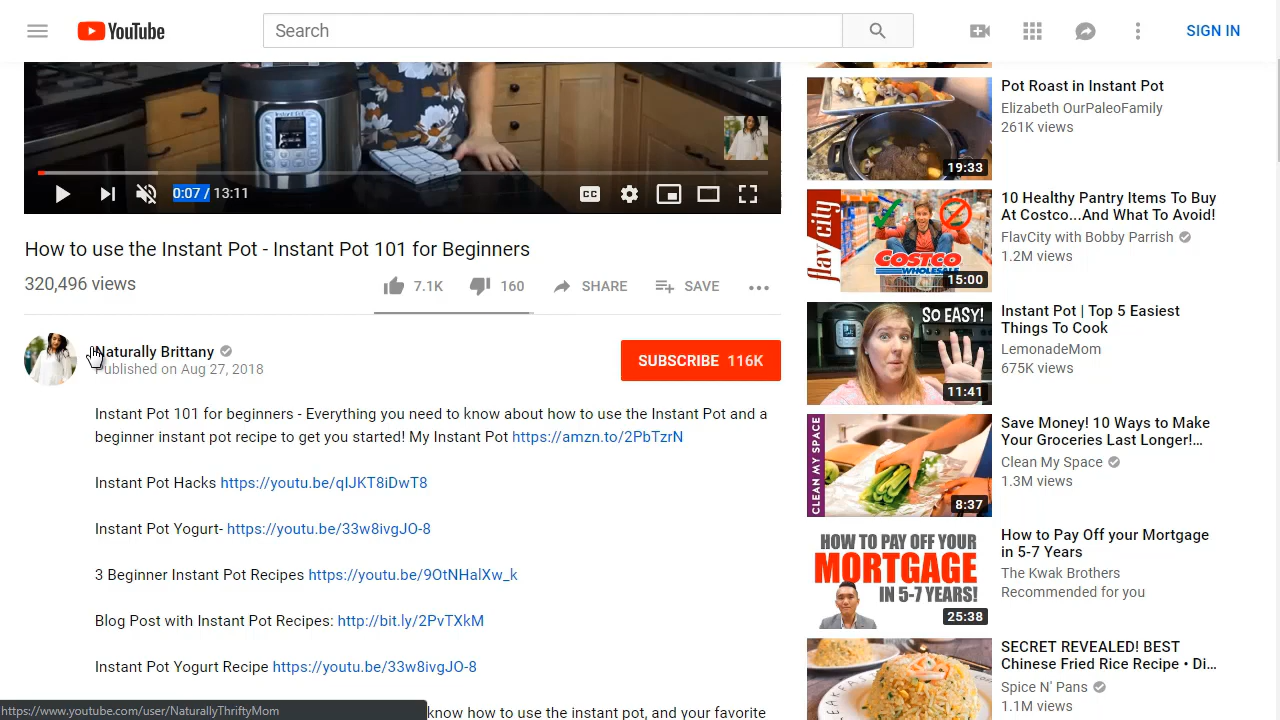 YouTube
Search
SIGN IN
0:07 / 13:11
CC
How to use the Instant Pot - Instant Pot 101 for Beginners
320,496 views
7.1K
160
SHARE
SAVE
Naturally Brittany
Published on Aug 27, 2018
SUBSCRIBE 116K
Instant Pot 101 for beginners - Everything you need to know about how to use the Instant Pot and a
beginner instant pot recipe to get you started! My Instant Pot https://amzn.to/2PbTzrN
Instant Pot Hacks https://youtu.be/qIJKT8iDwT8
Instant Pot Yogurt- https://youtu.be/33w8ivgJO-8
3 Beginner Instant Pot Recipes https://youtu.be/9OtNHalXw_k
Blog Post with Instant Pot Recipes: http://bit.ly/2PvTXkM
Instant Pot Yogurt Recipe https://youtu.be/33w8ivgJO-8
know how to use the instant pot, and your favorite
https://www.youtube.com/user/NaturallyThriftyMom
Instant Pot
Pot Roast in Instant Pot
Elizabeth OurPaleoFamily
261K views
19:33
flav city
COSTCO
WHOLESALE
15:00
10 Healthy Pantry Items To Buy
At Costco...And What To Avoid!
FlavCity with Bobby Parrish
1.2M views
SO EASY!
11:41
Instant Pot | Top 5 Easiest
Things To Cook
LemonadeMom
675K views
CLEAN MY SPACE
8:37
Save Money! 10 Ways to Make
Your Groceries Last Longer!...
Clean My Space
1.3M views
HOW TO PAY OFF YOUR
MORTGAGE
IN 5-7 YEARS!
25:38
How to Pay Off your Mortgage
in 5-7 Years
The Kwak Brothers
Recommended for you
SECRET REVEALED! BEST
Chinese Fried Rice Recipe • Di...
Spice N' Pans
1.1M views